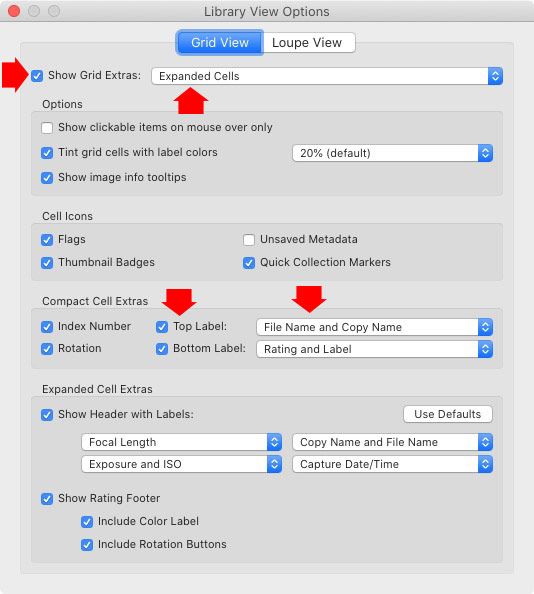 Library View Options
Grid View Loupe View
Show Grid Extras: Expanded Cells
Options
Show clickable items on mouse over only
Tint grid cells with label colors 20% (default)
Show image info tooltips
Cell Icons
Flags Unsaved Metadata
Thumbnail Badges Quick Collection Markers
Compact Cell Extras
Index Number Top Label: File Name and Copy Name
Rotation Bottom Label: Rating and Label
Expanded Cell Extras
Show Header with Labels: Use Defaults
Focal Length Copy Name and File Name
Exposure and ISO Capture Date/Time
Show Rating Footer
Include Color Label
Include Rotation Buttons